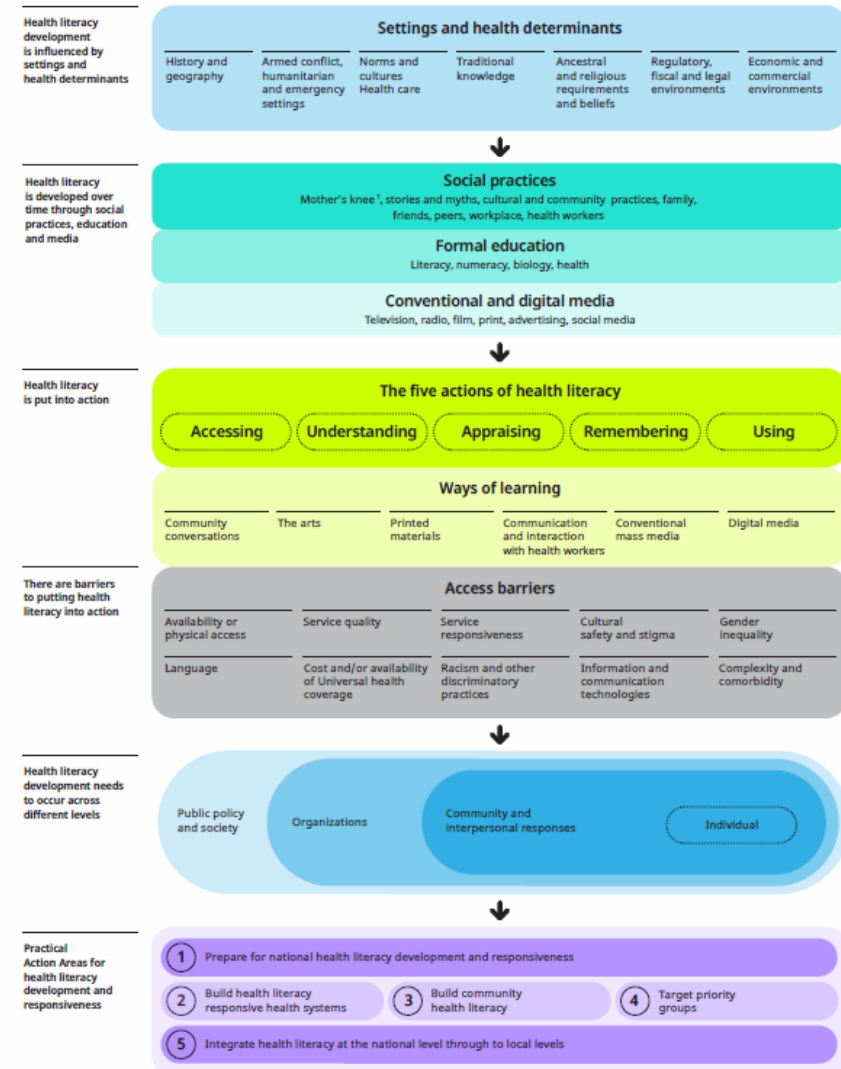 Health literacy
development
is influenced by
settings and
health determinants
Settings and health determinants
History and
geography
Armed conflict,
humanitarian
and emergency
settings
Norms and
cultures
Health care
Traditional
knowledge
Ancestral
and religious
requirements
and beliefs
Regulatory,
fiscal and legal
environments
Economic and
commercial
environments
Health literacy
is developed over
time through social
practices, education
and media
Social practices
Mother's knee¹, stories and myths, cultural and community practices, family,
friends, peers, workplace, health workers
Formal education
Literacy, numeracy, biology, health
Conventional and digital media
Television, radio, film, print, advertising, social media
Health literacy
is put into action
The five actions of health literacy
Accessing
Understanding
Appraising
Remembering
Using
Ways of learning
Community
conversations
The arts
Printed
materials
Communication
and interaction
with health workers
Conventional
mass media
Digital media
There are barriers
to putting health
literacy into action
Access barriers
Availability or
physical access
Service quality
Service
responsiveness
Cultural
safety and stigma
Gender
inequality
Language
Cost and/or availability
of Universal health
coverage
Racism and other
discriminatory
practices
Information and
communication
technologies
Complexity and
comorbidity
Health literacy
development needs
to occur across
different levels
Public policy
and society
Organizations
Community and
interpersonal responses
Individual
Practical
Action Areas for
health literacy
development and
responsiveness
1 Prepare for national health literacy development and responsiveness
2 Build health literacy
responsive health systems
3 Build community
health literacy
4 Target priority
groups
5 Integrate health literacy at the national level through to local levels